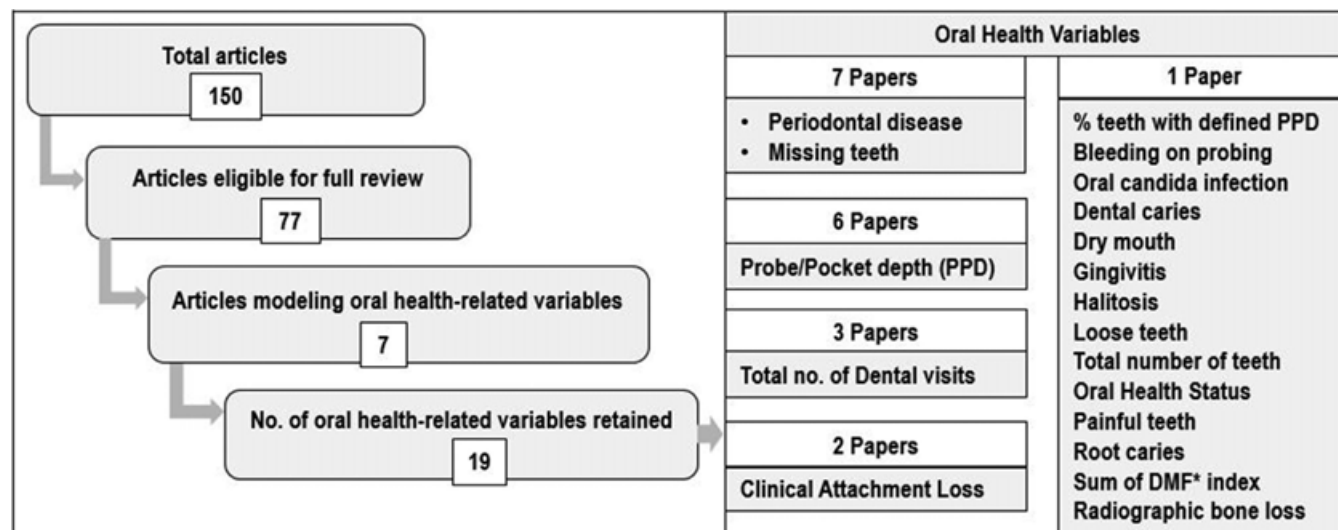 Total articles
150
Articles eligible for full review
77
Articles modeling oral health-related variables
7
No. of oral health-related variables retained
19
Oral Health Variables
7 Papers
• Periodontal disease
• Missing teeth
6 Papers
Probe/Pocket depth (PPD)
3 Papers
Total no. of Dental visits
2 Papers
Clinical Attachment Loss
1 Paper
% teeth with defined PPD
Bleeding on probing
Oral candida infection
Dental caries
Dry mouth
Gingivitis
Halitosis
Loose teeth
Total number of teeth
Oral Health Status
Painful teeth
Root caries
Sum of DMF* index
Radiographic bone loss